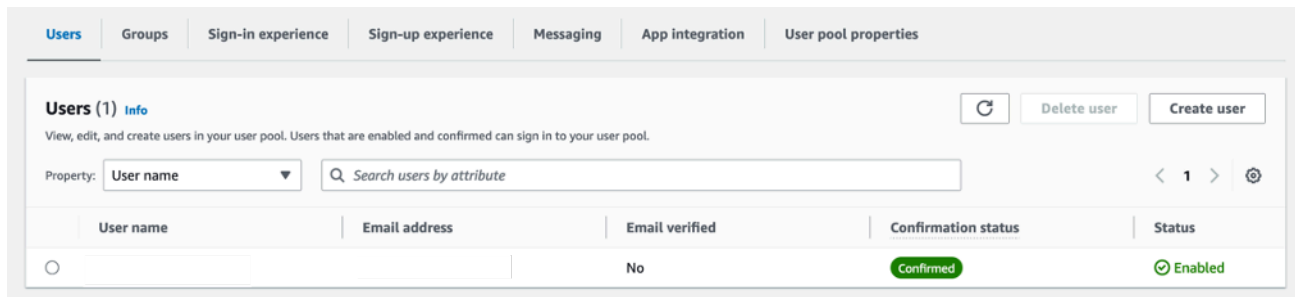 Users Groups Sign-in experience Sign-up experience Messaging App integration User pool properties
Users (1) Info
Delete user Create user
View, edit, and create users in your user pool. Users that are enabled and confirmed can sign in to your user pool.
Property: User name Search users by attribute 1
User name Email address Email verified Confirmation status Status
No Confirmed Enabled